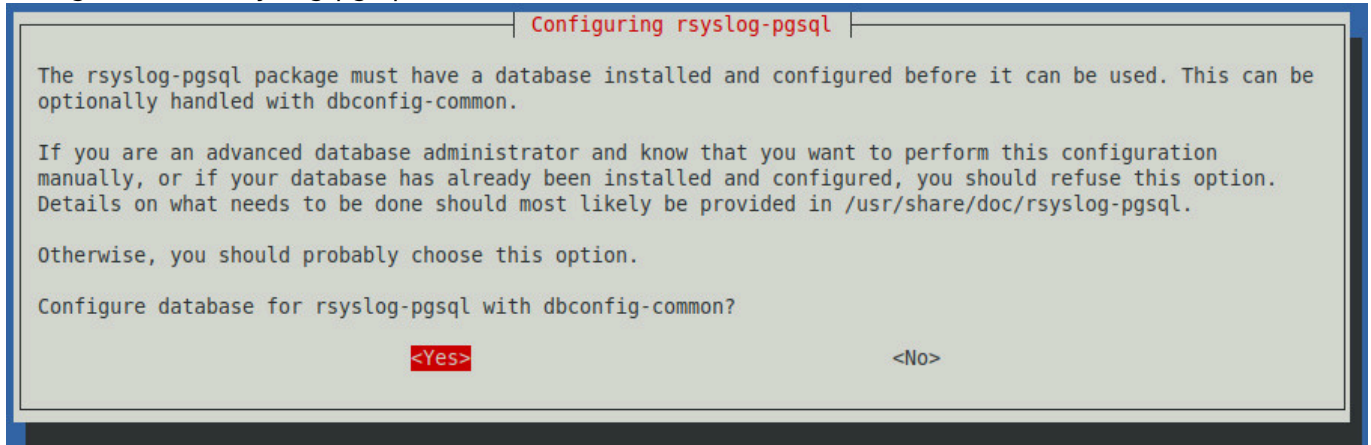 Configuring rsyslog-pgsql
The rsyslog-pgsql package must have a database installed and configured before it can be used. This can be
optionally handled with dbconfig-common.
If you are an advanced database administrator and know that you want to perform this configuration
manually, or if your database has already been installed and configured, you should refuse this option.
Details on what needs to be done should most likely be provided in /usr/share/doc/rsyslog-pgsql.
Otherwise, you should probably choose this option.
Configure database for rsyslog-pgsql with dbconfig-common?
<Yes> <No>